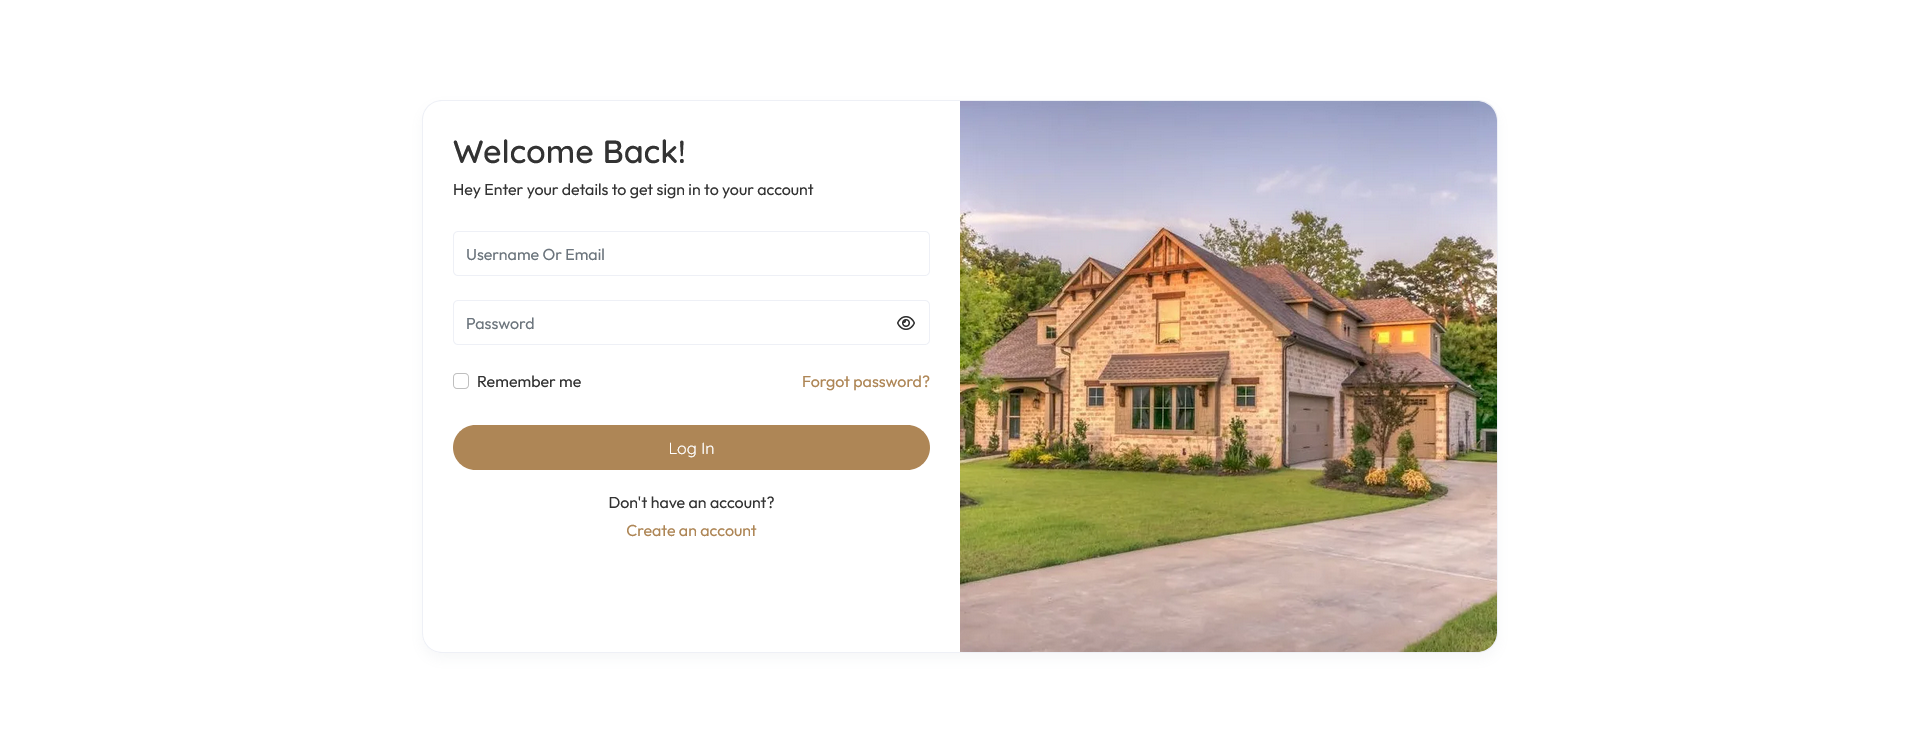 Welcome Back!
Hey Enter your details to get sign in to your account
Username Or Email
Password
Remember me
Forgot password?
Log In
Don't have an account?
Create an account